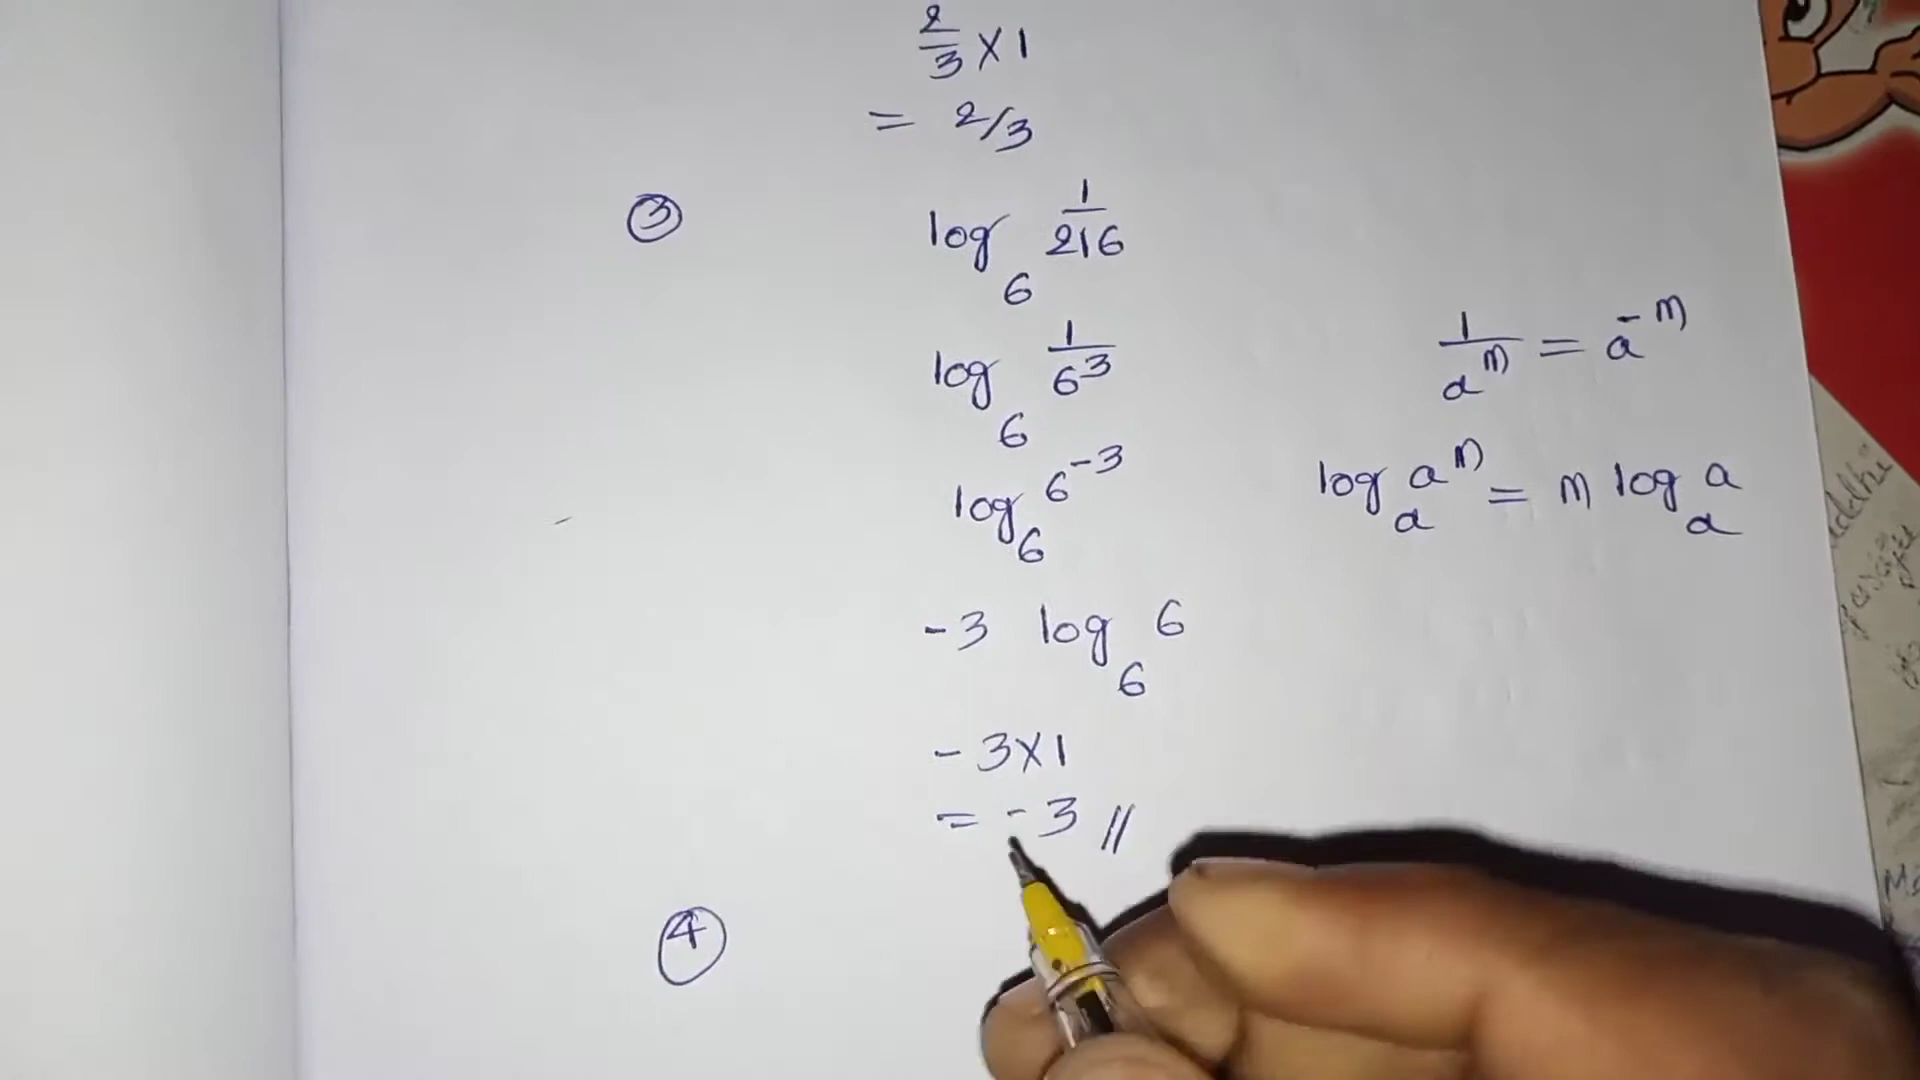 2/3 × 1
= 2/3
③ log₆ 1/216
log₆ 1/6³
1/aᵐ = a⁻ᵐ
log₆ 6⁻³
logₐ aᵐ = m logₐ a
-3 log₆ 6
-3×1
= -3 //
④